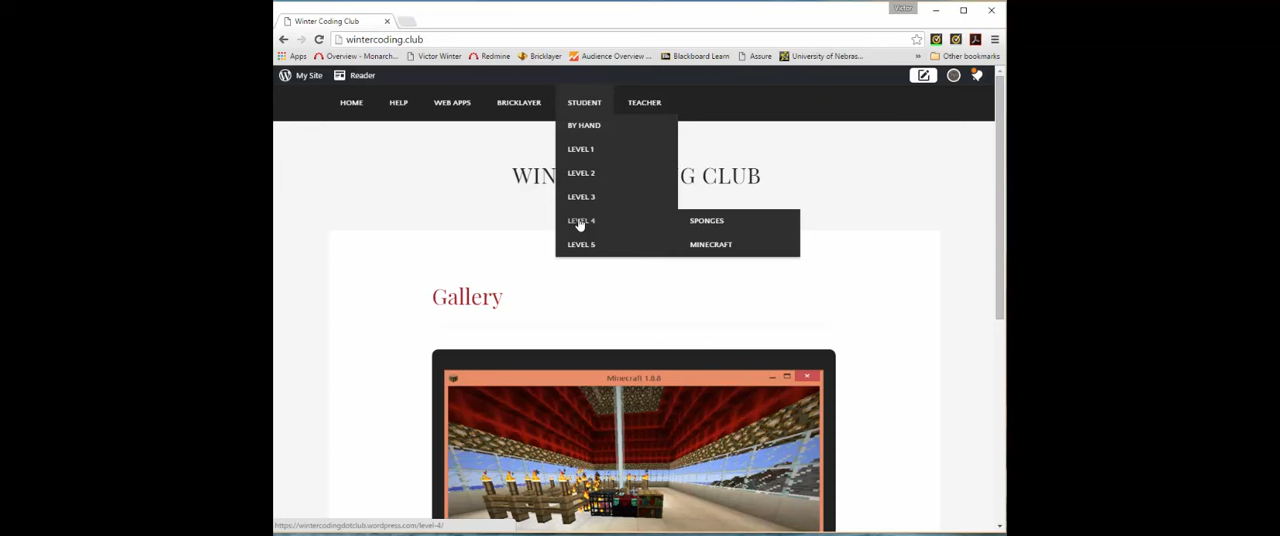 Victor
Winter Coding Club
wintercoding.club
Apps Overview - Monarch... Victor Winter Redmine Bricklayer Audience Overview ... Blackboard Learn Assure University of Nebras... » Other bookmarks
My Site Reader
HOME HELP WEB APPS BRICKLAYER STUDENT TEACHER
BY HAND
LEVEL 1
LEVEL 2
LEVEL 3
LEVEL 4
LEVEL 5
SPONGES
MINECRAFT
WIN G CLUB
Gallery
Minecraft 1.8.8
https://wintercodingdotclub.wordpress.com/level-4/